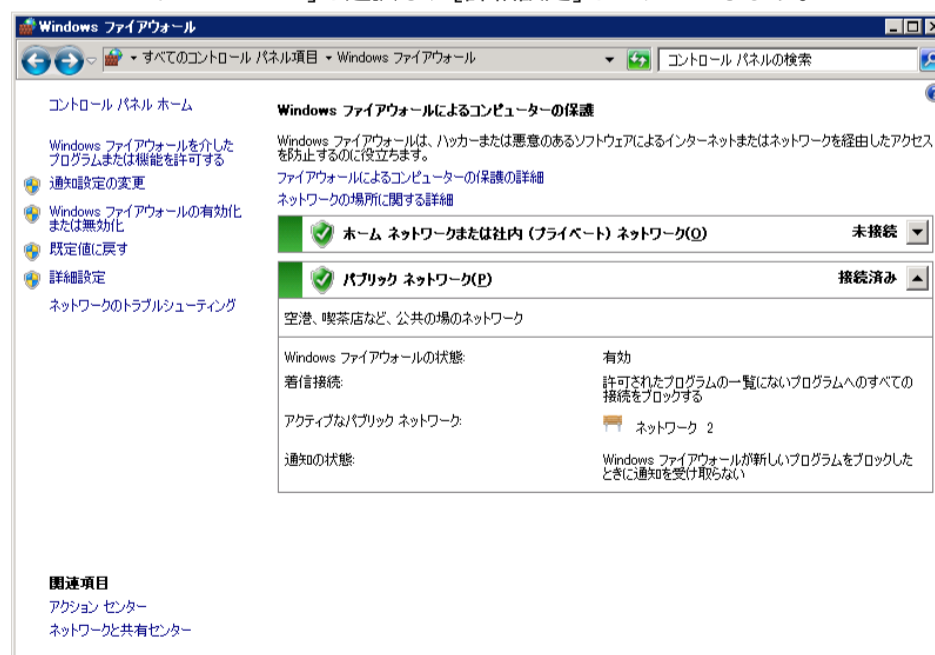 Windows ファイアウォール
すべてのコントロール パネル項目 Windows ファイアウォール コントロール パネルの検索
コントロール パネル ホーム
Windows ファイアウォールを介した
プログラムまたは機能を許可する
通知設定の変更
Windows ファイアウォールの有効化
または無効化
既定値に戻す
詳細設定
ネットワークのトラブルシューティング
Windows ファイアウォールによるコンピューターの保護
Windows ファイアウォールは、ハッカーまたは悪意のあるソフトウェアによるインターネットまたはネットワークを経由したアクセス
を防止するのに役立ちます。
ファイアウォールによるコンピューターの保護の詳細
ネットワークの場所に関する詳細
ホーム ネットワークまたは社内 (プライベート) ネットワーク(O) 未接続
パブリック ネットワーク(P) 接続済み
空港、喫茶店など、公共の場のネットワーク
Windows ファイアウォールの状態: 有効
着信接続: 許可されたプログラムの一覧にないプログラムへのすべての
接続をブロックする
アクティブなパブリック ネットワーク: ネットワーク 2
通知の状態: Windows ファイアウォールが新しいプログラムをブロックした
ときに通知を受け取らない
関連項目
アクション センター
ネットワークと共有センター